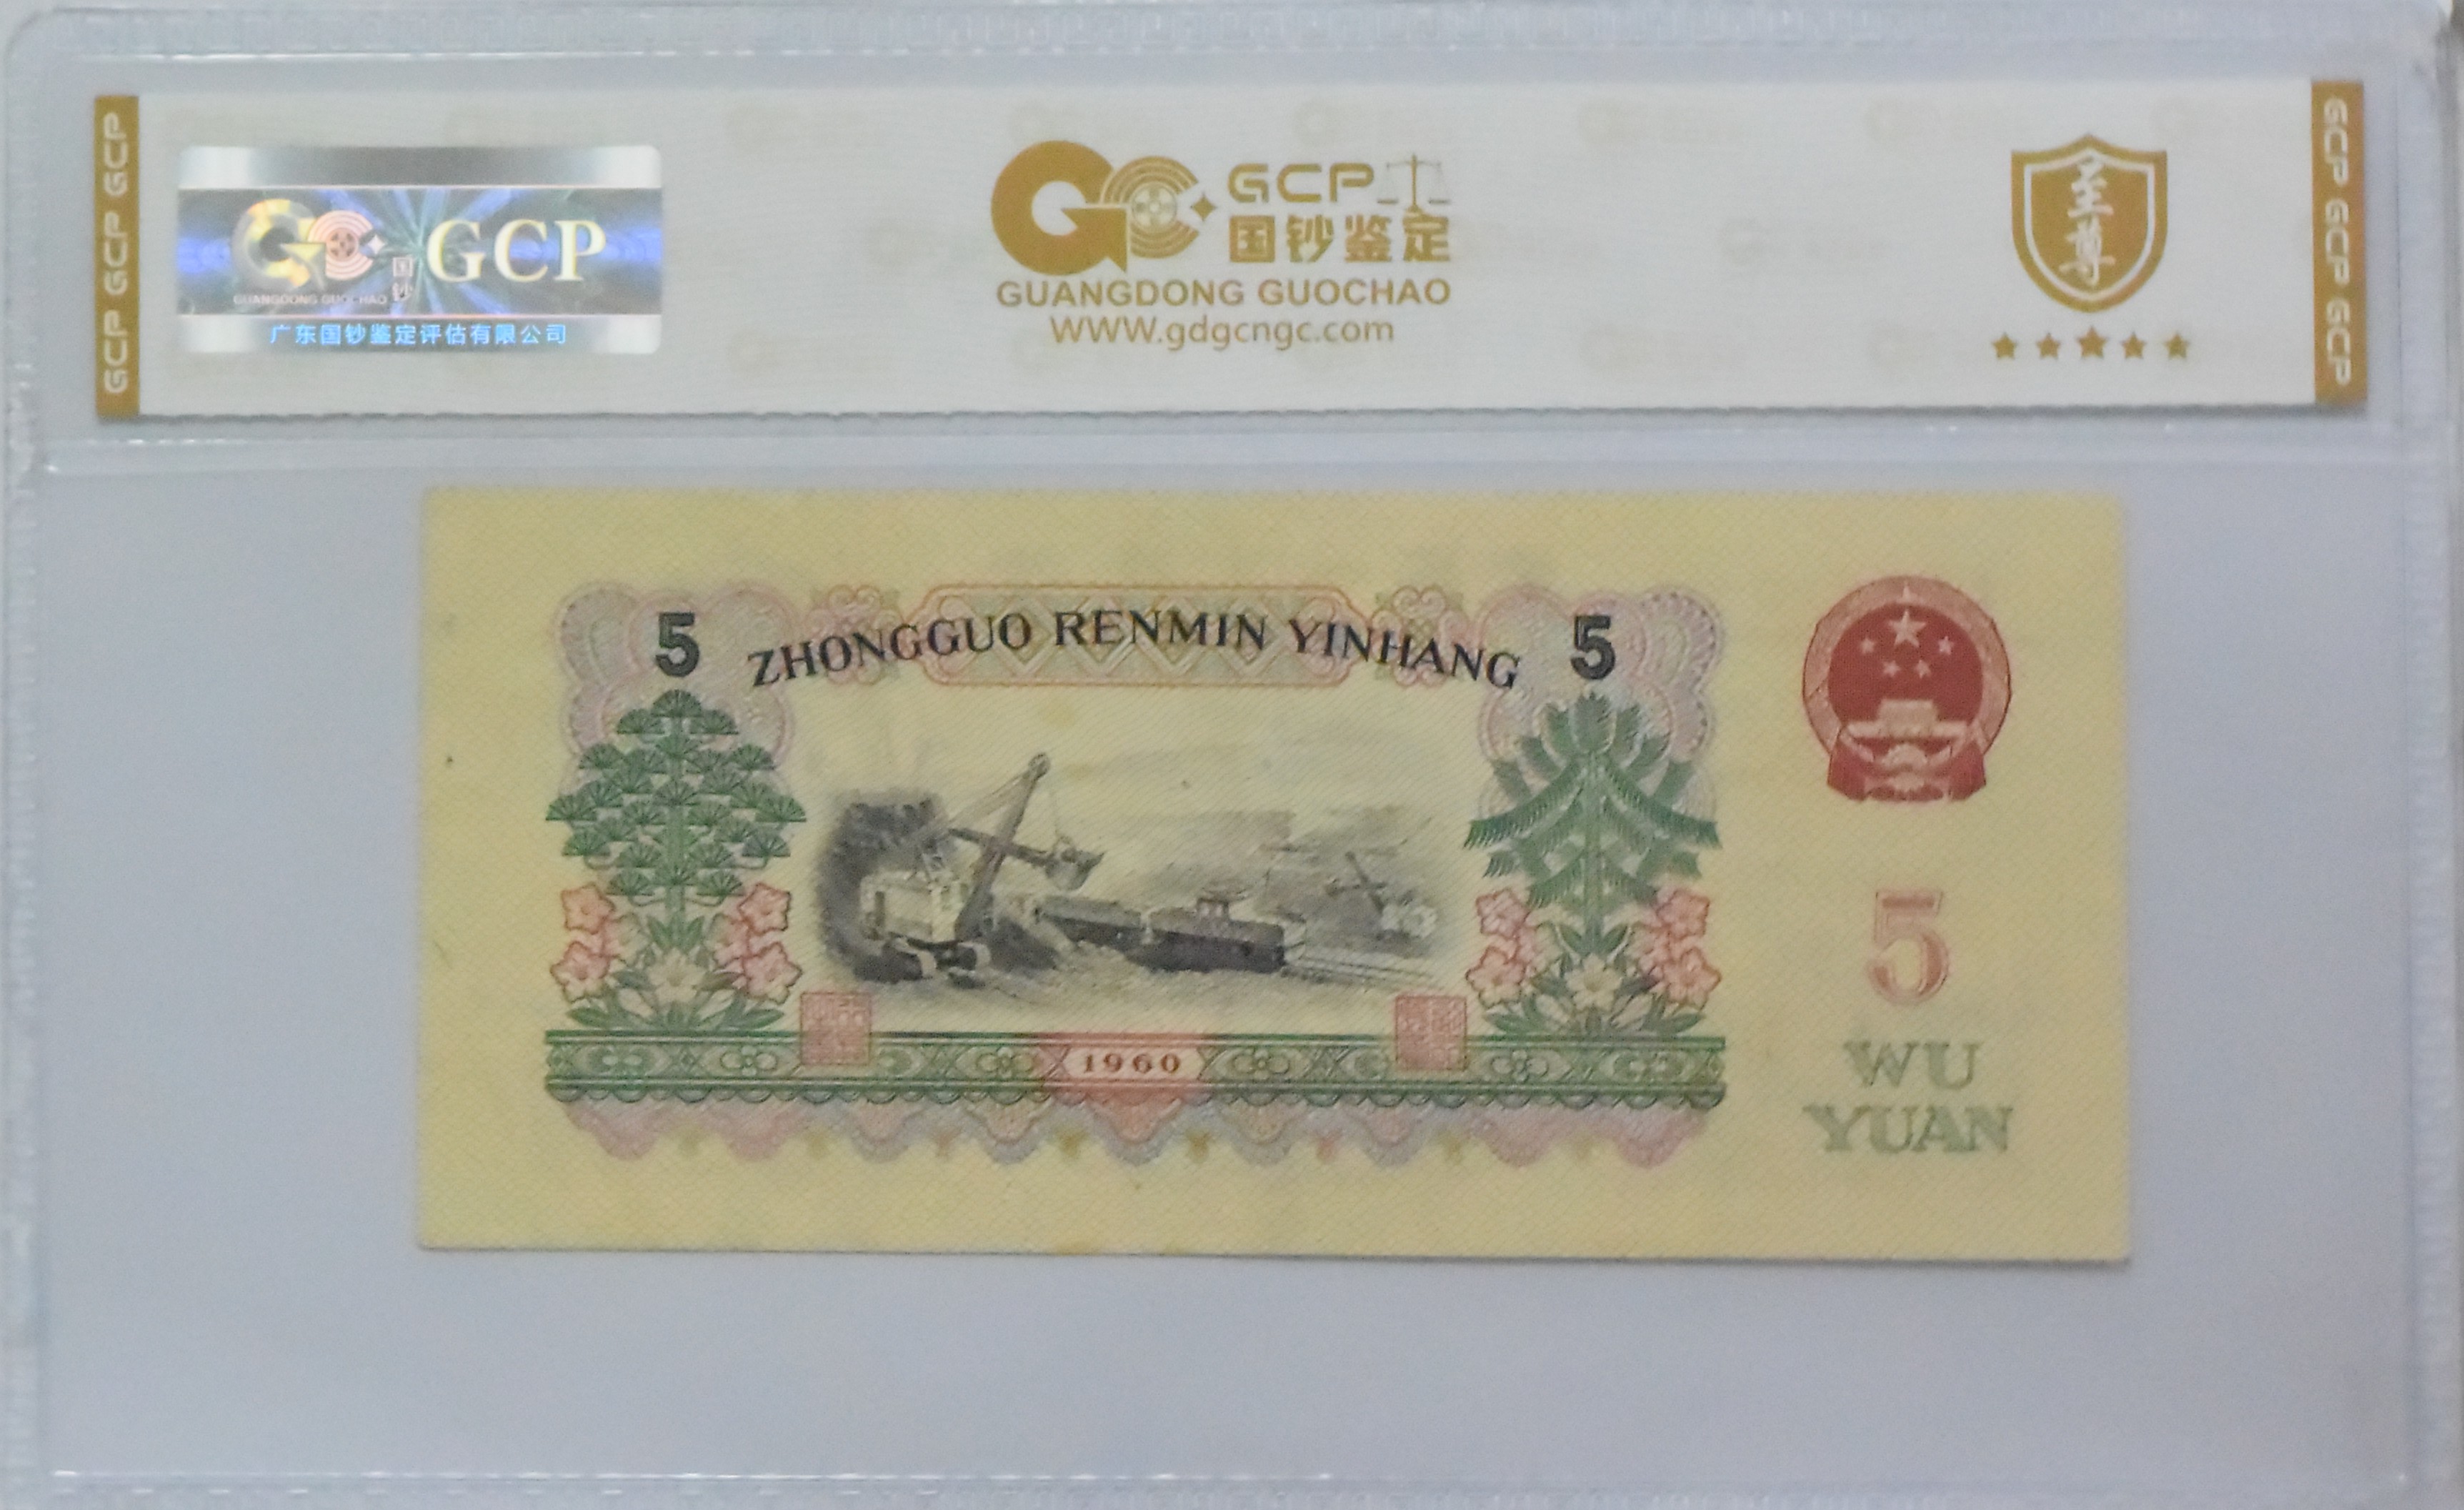 GCP GCP GCP
GC GCP
国钞
GUANGDONG GUOCHAO
广东国钞鉴定评估有限公司
GC GCP
国钞鉴定
GUANGDONG GUOCHAO
WWW.gdgcngc.com
至尊
GCP GCP GCP
5 ZHONGGUO RENMIN YINHANG 5
1960
5
WU
YUAN